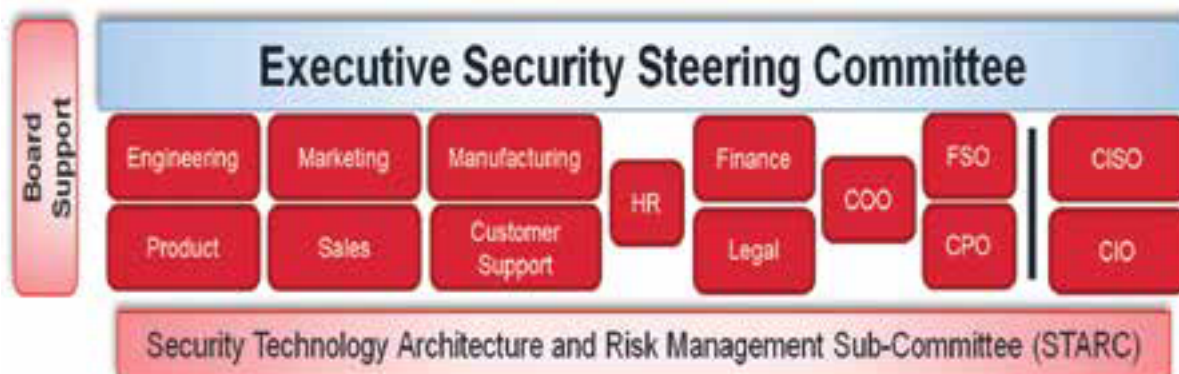 Board
Support
Executive Security Steering Committee
Engineering
Marketing
Manufacturing
HR
Finance
COO
FSO
CISO
Product
Sales
Customer
Support
Legal
CPO
CIO
Security Technology Architecture and Risk Management Sub-Committee (STARC)